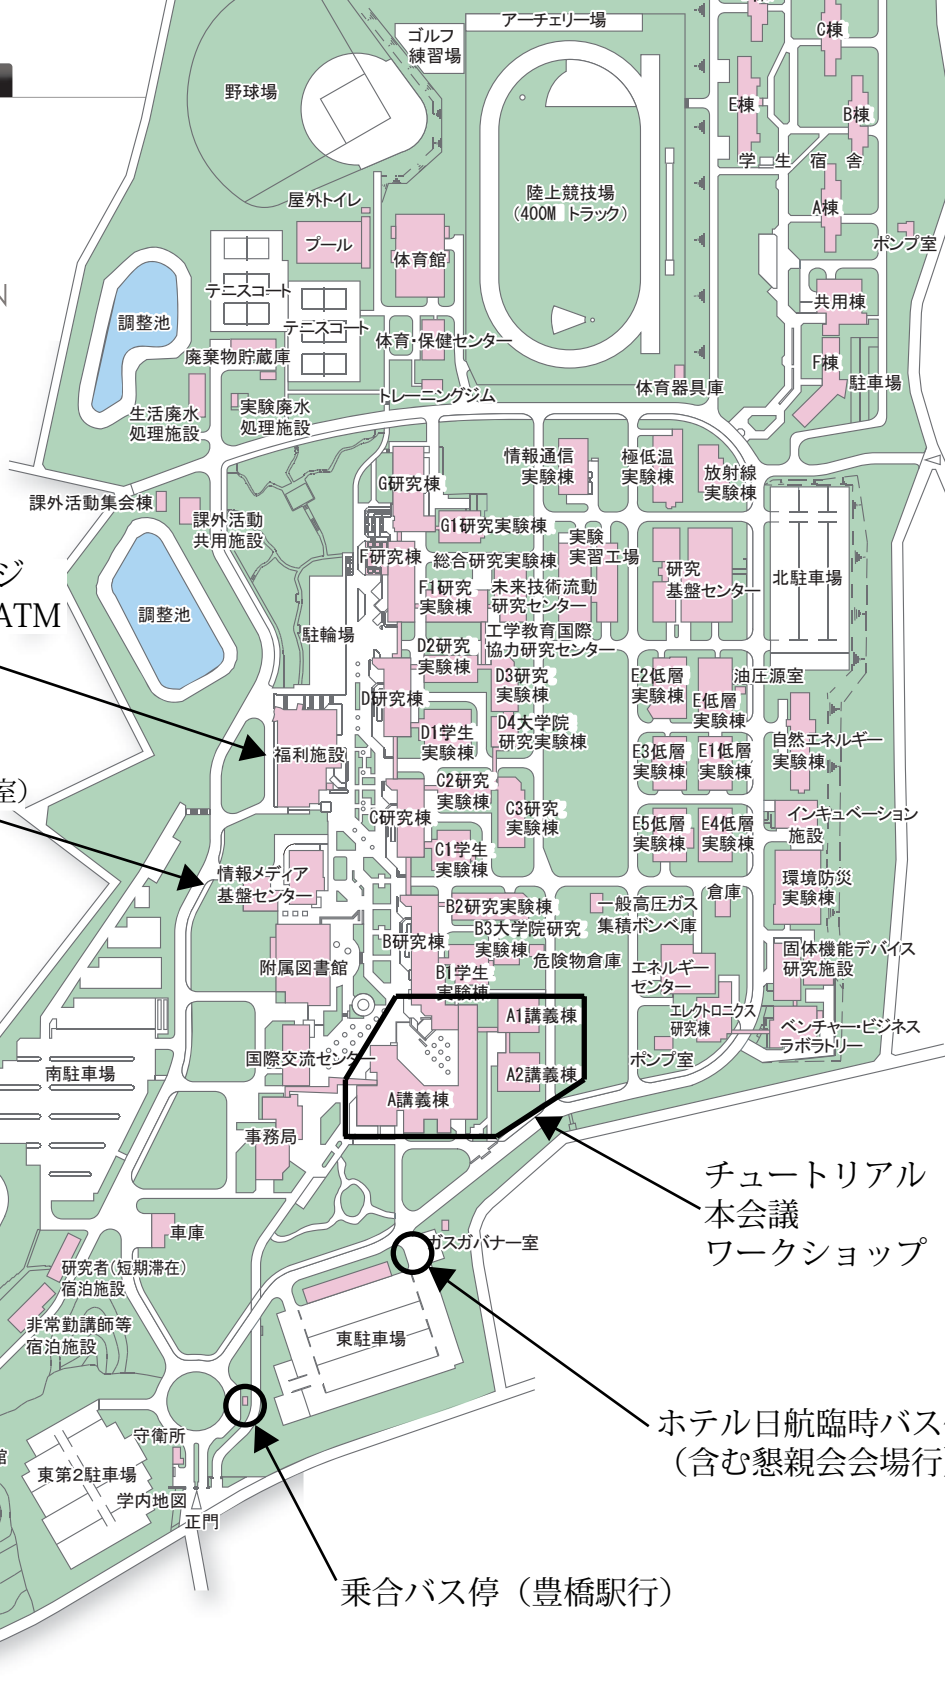 アーチェリー場
ゴルフ
練習場
C棟
野球場
E棟
B棟
学生宿舎
屋外トイレ
陸上競技場
(400M トラック)
A棟
プール
体育館
ポンプ室
テニスコート
共用棟
調整池
テニスコート
体育・保健センター
廃棄物貯蔵庫
F棟
駐車場
体育器具庫
トレーニングジム
生活廃水
処理施設
実験廃水
処理施設
情報通信
実験棟
極低温
実験棟
放射線
実験棟
G研究棟
課外活動集会棟
課外活動
共用施設
G1研究実験棟
実験
実習工場
F研究棟
総合研究実験棟
研究
基盤センター
北駐車場
ジ
ATM
F1研究
実験棟
未来技術流動
研究センター
調整池
駐輪場
工学教育国際
協力研究センター
D2研究
実験棟
D3研究
実験棟
E2低層
実験棟
油圧源室
E低層
実験棟
D研究棟
D1学生
実験棟
D4大学院
研究実験棟
福利施設
E3低層
実験棟
E1低層
実験棟
自然エネルギー
実験棟
C2研究
実験棟
室）
C研究棟
C3研究
実験棟
E5低層
実験棟
E4低層
実験棟
インキュベーション
施設
C1学生
実験棟
情報メディア
基盤センター
環境防災
実験棟
倉庫
B2研究実験棟
一般高圧ガス
集積ボンベ庫
B研究棟
B3大学院研究
実験棟
危険物倉庫
固体機能デバイス
研究施設
附属図書館
B1学生
実験棟
エネルギー
センター
エレクトロニクス
研究棟
A1講義棟
ベンチャー・ビジネス
ラボラトリー
国際交流センター
ポンプ室
南駐車場
A2講義棟
A講義棟
事務局
チュートリアル
本会議
ワークショップ
車庫
ガスガバナー室
研究者(短期滞在)
宿泊施設
非常勤講師等
宿泊施設
東駐車場
ホテル日航臨時バス
（含む懇親会会場行
守衛所
館
東第2駐車場
学内地図
正門
乗合バス停（豊橋駅行）